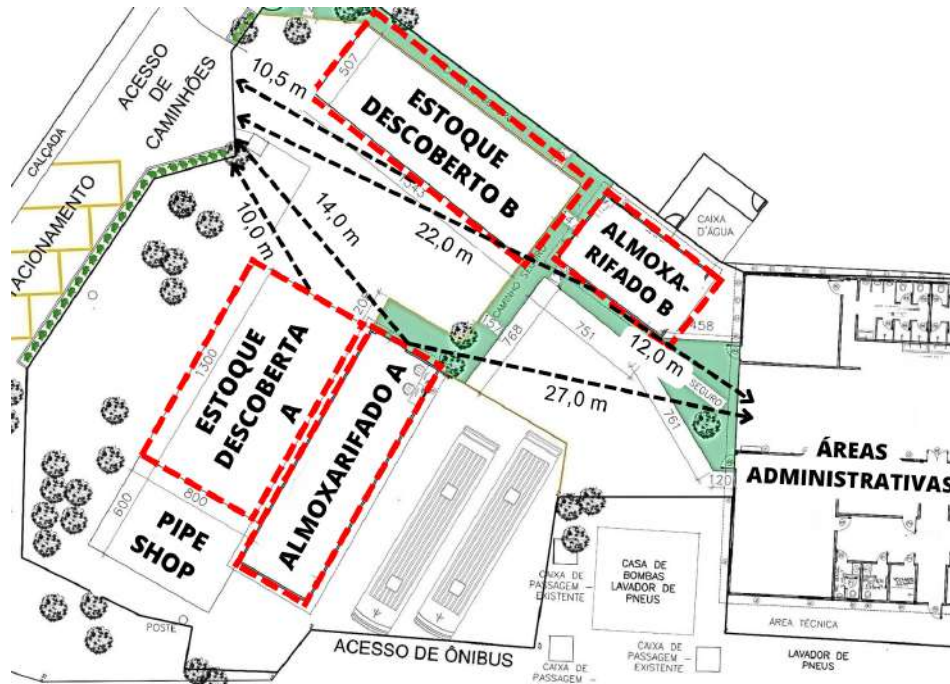 ACESSO
DE
CAMINHÕES
CALÇADA
ACIONAMENTO
10,5 m
507
ESTOQUE
DESCOBERTO B
1543
10,0 m
14,0 m
22,0 m
ALMOXA-
RIFADO B
CAIXA
D'ÁGUA
CAMINHO
SEGURO
157
768
751
761
458
120
12,0 m
27,0 m
1300
ESTOQUE
DESCOBERTA
A
ALMOXARIFADO A
800
600
PIPE
SHOP
POSTE
ACESSO DE ÔNIBUS
ÁREAS
ADMINISTRATIVAS
CAIXA DE
PASSAGEM –
EXISTENTE
CASA DE
BOMBAS
LAVADOR DE
PNEUS
CAIXA DE
PASSAGEM –
CAIXA DE
PASSAGEM –
EXISTENTE
ÁREA TÉCNICA
LAVADOR DE
PNEUS